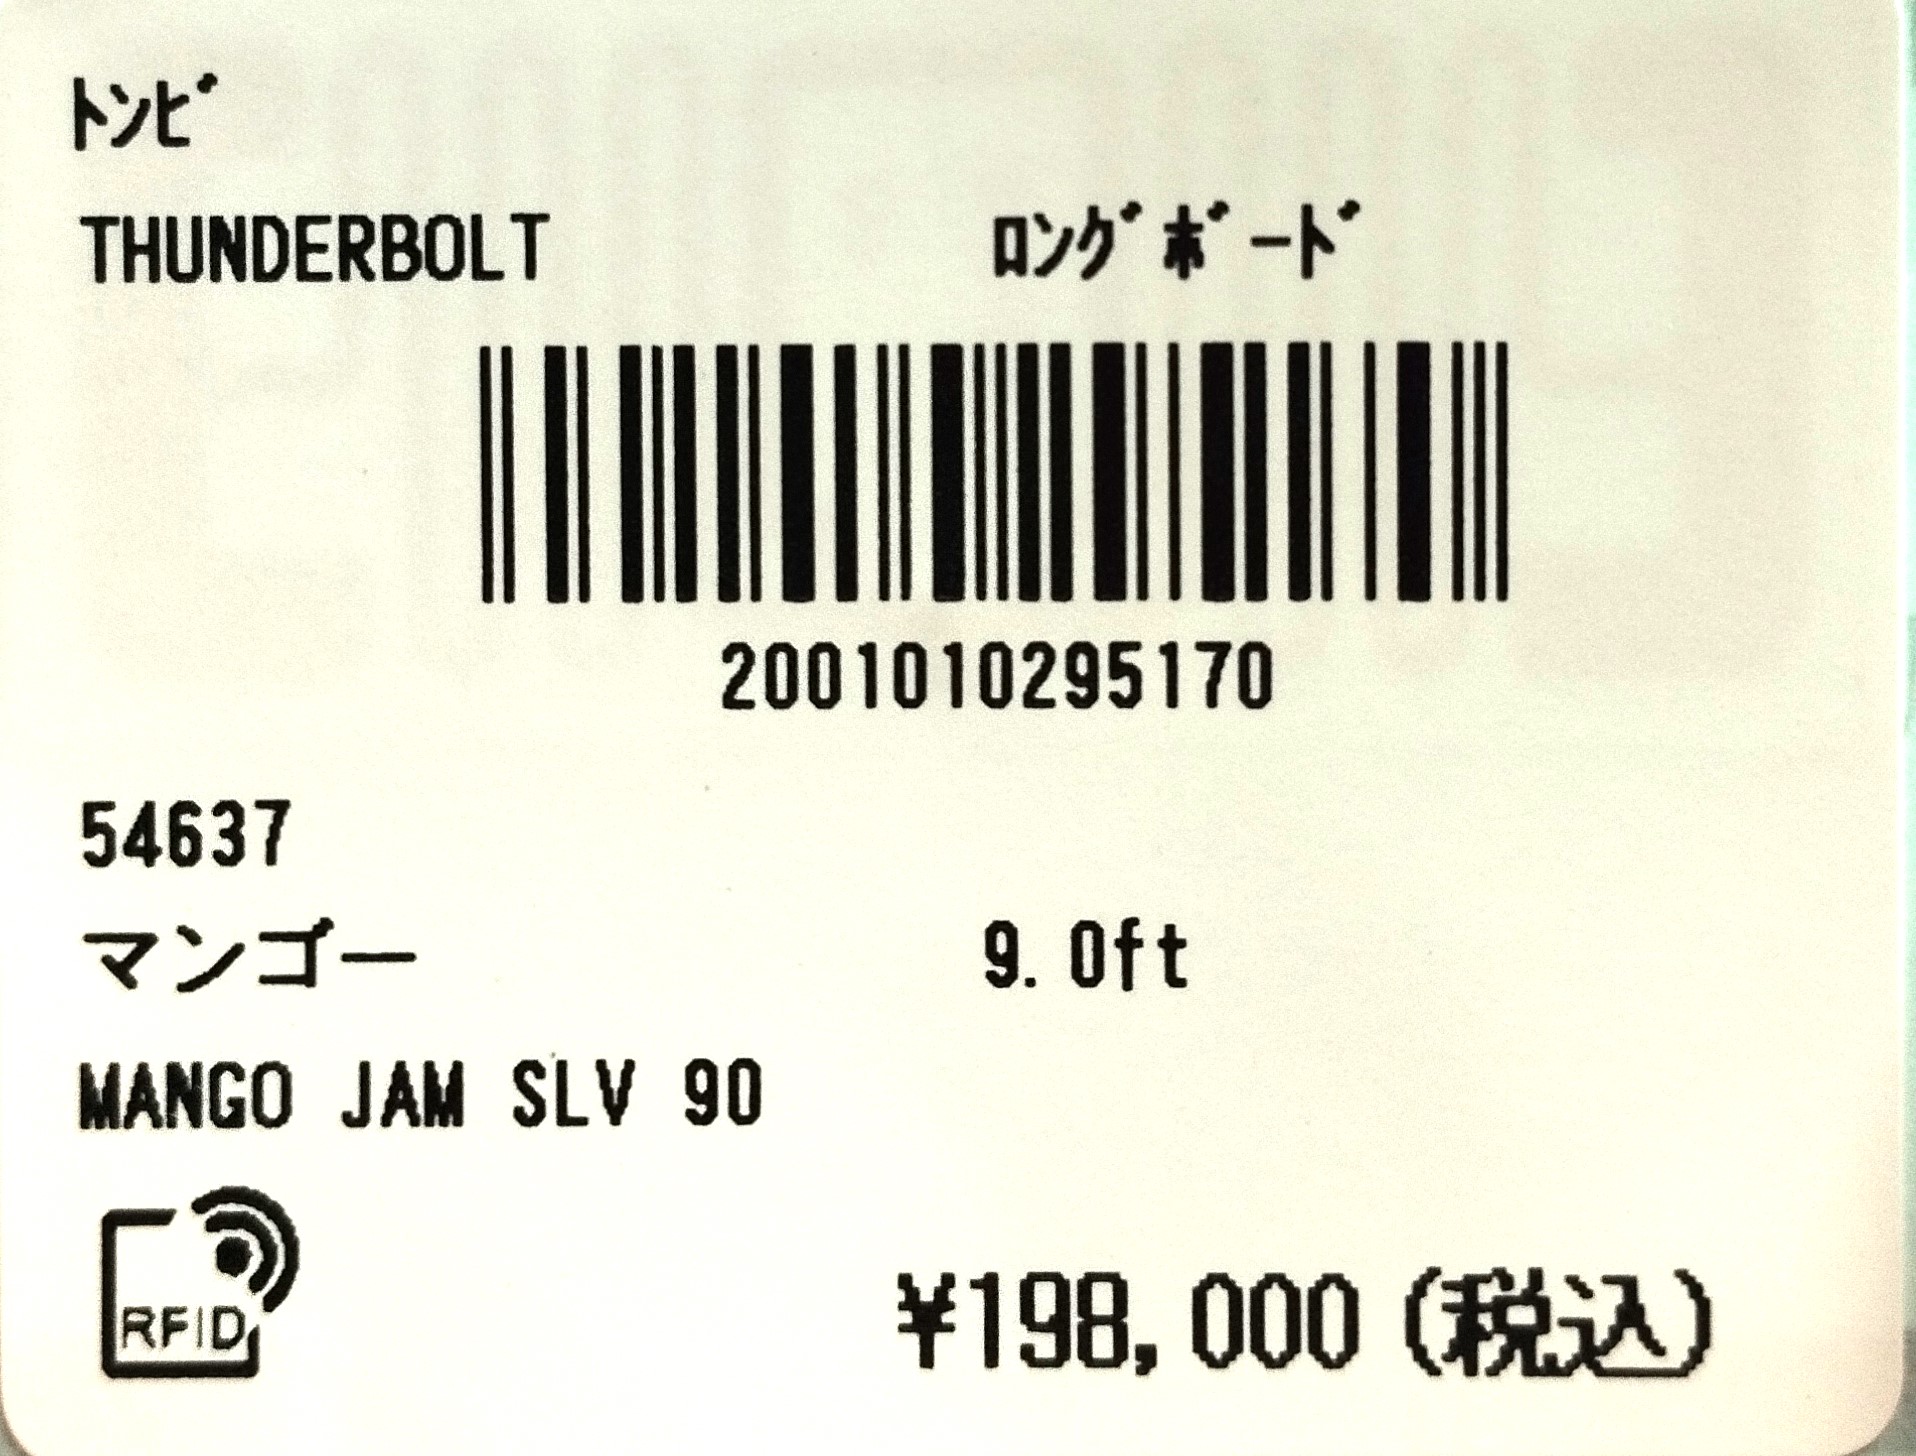 ﾄﾝﾋﾞ
THUNDERBOLT ﾛﾝｸﾞﾎﾞｰﾄﾞ
2001010295170
54637
マンゴー 9.0ft
MANGO JAM SLV 90
RFID
¥198,000(税込)